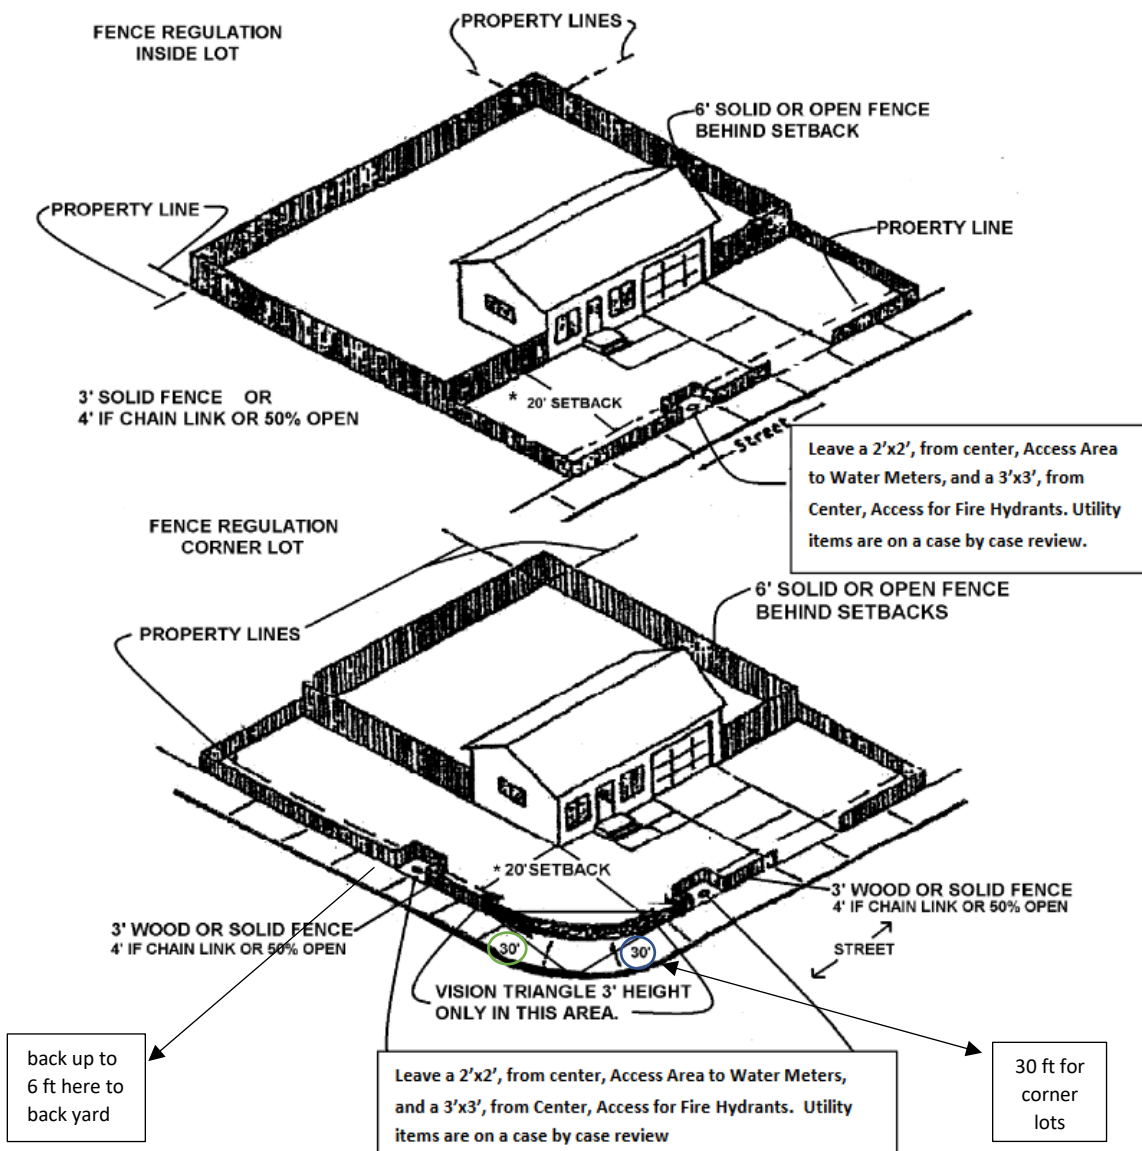 FENCE REGULATION
INSIDE LOT
PROPERTY LINES
6' SOLID OR OPEN FENCE
BEHIND SETBACK
PROPERTY LINE
PROERTY LINE
3' SOLID FENCE OR
4' IF CHAIN LINK OR 50% OPEN
* 20' SETBACK
Street
Leave a 2'x2', from center, Access Area
to Water Meters, and a 3'x3', from
Center, Access for Fire Hydrants. Utility
items are on a case by case review.
FENCE REGULATION
CORNER LOT
6' SOLID OR OPEN FENCE
BEHIND SETBACKS
PROPERTY LINES
* 20' SETBACK
3' WOOD OR SOLID FENCE
4' IF CHAIN LINK OR 50% OPEN
3' WOOD OR SOLID FENCE
4' IF CHAIN LINK OR 50% OPEN
30'
30'
STREET
VISION TRIANGLE 3' HEIGHT
ONLY IN THIS AREA.
back up to
6 ft here to
back yard
Leave a 2'x2', from center, Access Area to Water Meters,
and a 3'x3', from Center, Access for Fire Hydrants. Utility
items are on a case by case review
30 ft for
corner
lots